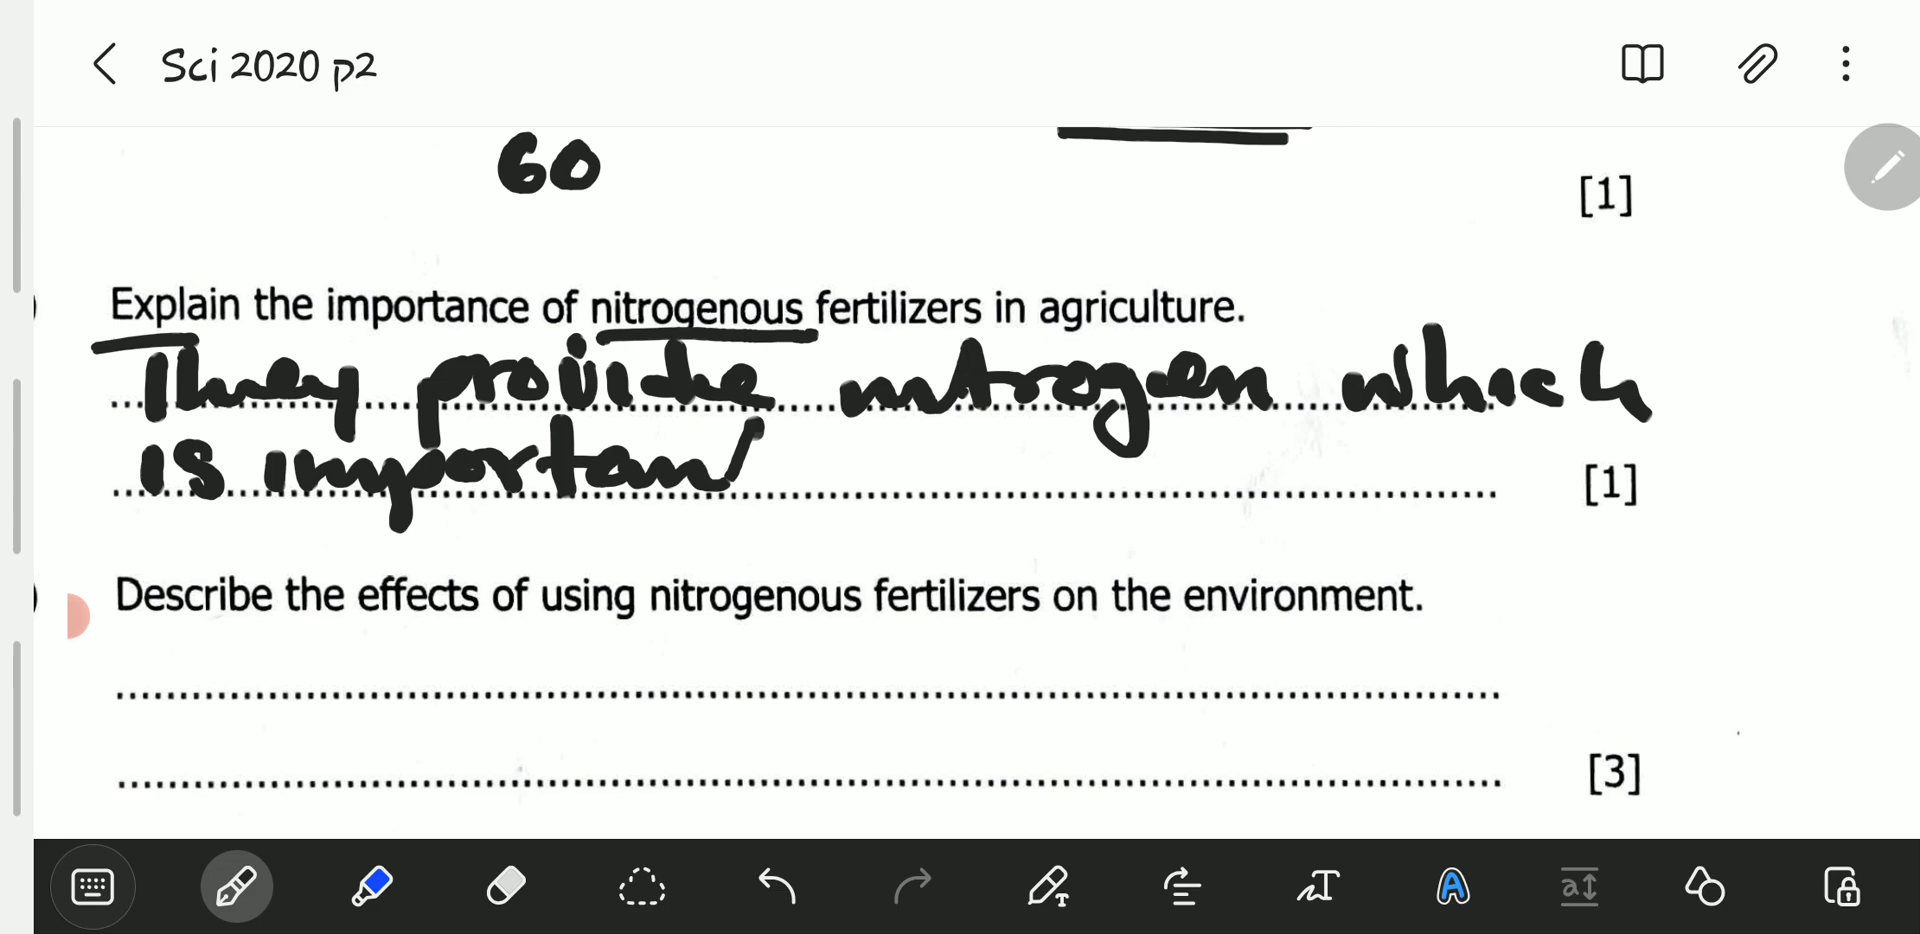 Sci 2020 p2
60
[1]
Explain the importance of nitrogenous fertilizers in agriculture.
They provide nitrogen which
is important
[1]
Describe the effects of using nitrogenous fertilizers on the environment.
[3]